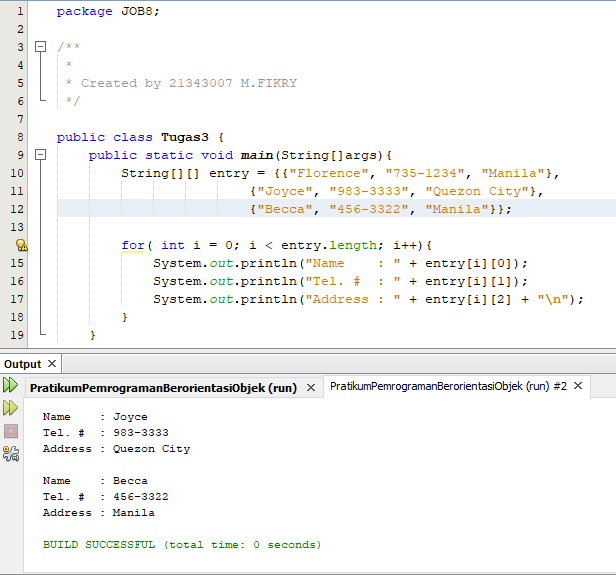 1 package JOB8;
2
3 /**
4 *
5 * Created by 21343007 M.FIKRY
6 */
7
8 public class Tugas3 {
9 public static void main(String[]args){
10 String[][] entry = {{"Florence", "735-1234", "Manila"},
11 {"Joyce", "983-3333", "Quezon City"},
12 {"Becca", "456-3322", "Manila"}};
13
for( int i = 0; i < entry.length; i++){
15 System.out.println("Name    : " + entry[i][0]);
16 System.out.println("Tel. #  : " + entry[i][1]);
17 System.out.println("Address : " + entry[i][2] + "\n");
18 }
19 }
Output ×
PratikumPemrogramanBerorientasiObjek (run) × PratikumPemrogramanBerorientasiObjek (run) #2 ×
Name    : Joyce
Tel. #  : 983-3333
Address : Quezon City
Name    : Becca
Tel. #  : 456-3322
Address : Manila
BUILD SUCCESSFUL (total time: 0 seconds)